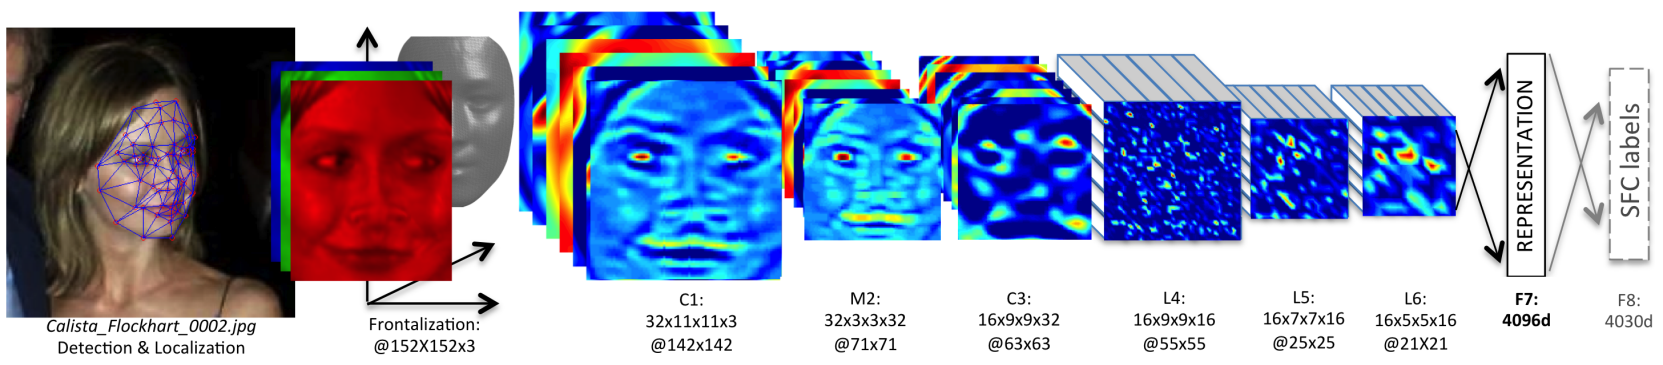 REPRESENTATION
SFC labels
Calista_Flockhart_0002.jpg
Detection & Localization
Frontalization:
@152X152x3
C1:
32x11x11x3
@142x142
M2:
32x3x3x32
@71x71
C3:
16x9x9x32
@63x63
L4:
16x9x9x16
@55x55
L5:
16x7x7x16
@25x25
L6:
16x5x5x16
@21X21
F7:
4096d
F8:
4030d